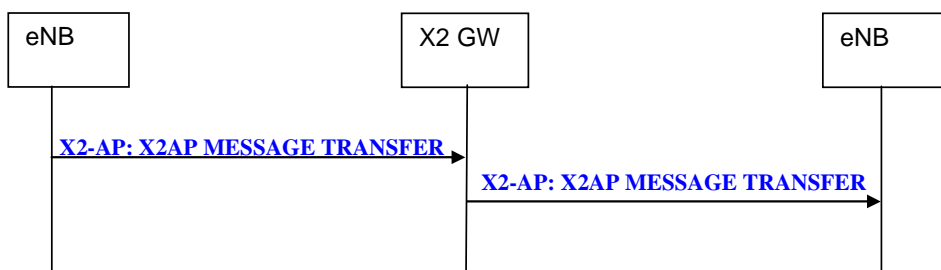 eNB
X2 GW
eNB
X2-AP: X2AP MESSAGE TRANSFER
X2-AP: X2AP MESSAGE TRANSFER